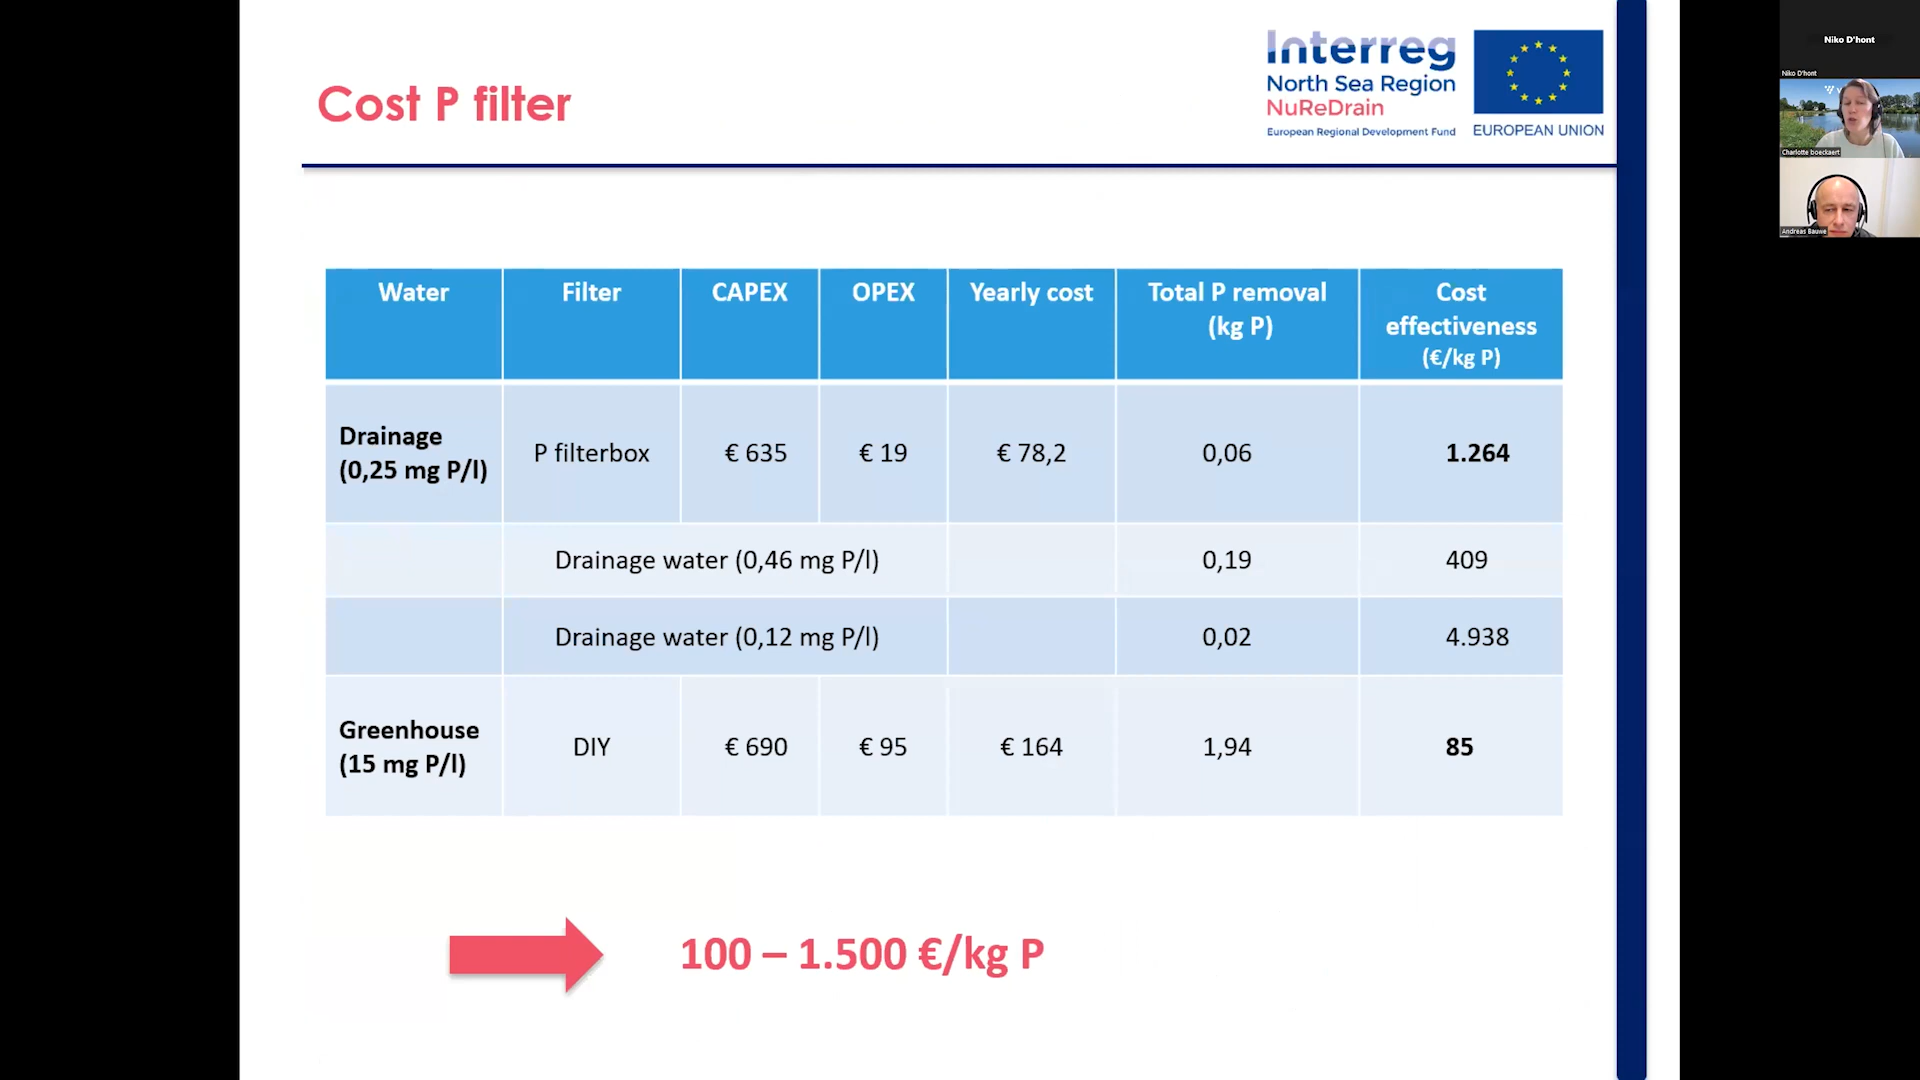 Cost P filter
Interreg
North Sea Region
NuReDrain
European Regional Development Fund
EUROPEAN UNION
Niko D'hont
Niko D'hont
Charlotte boeckaert
Andreas Bauwe
Water Filter CAPEX OPEX Yearly cost Total P removal (kg P) Cost effectiveness (€/kg P)
Drainage (0,25 mg P/l) P filterbox € 635 € 19 € 78,2 0,06 1.264
Drainage water (0,46 mg P/l) 0,19 409
Drainage water (0,12 mg P/l) 0,02 4.938
Greenhouse (15 mg P/l) DIY € 690 € 95 € 164 1,94 85
100 – 1.500 €/kg P